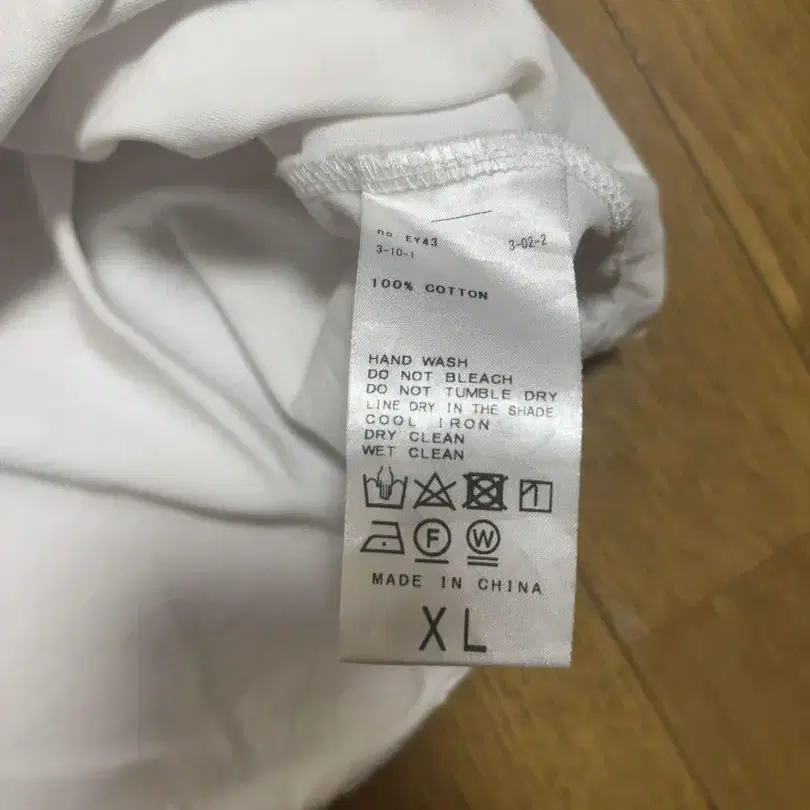 no EY43 3-02-2
3-10-1
100% COTTON
HAND WASH
DO NOT BLEACH
DO NOT TUMBLE DRY
LINE DRY IN THE SHADE
COOL IRON
DRY CLEAN
WET CLEAN
F W
MADE IN CHINA
XL